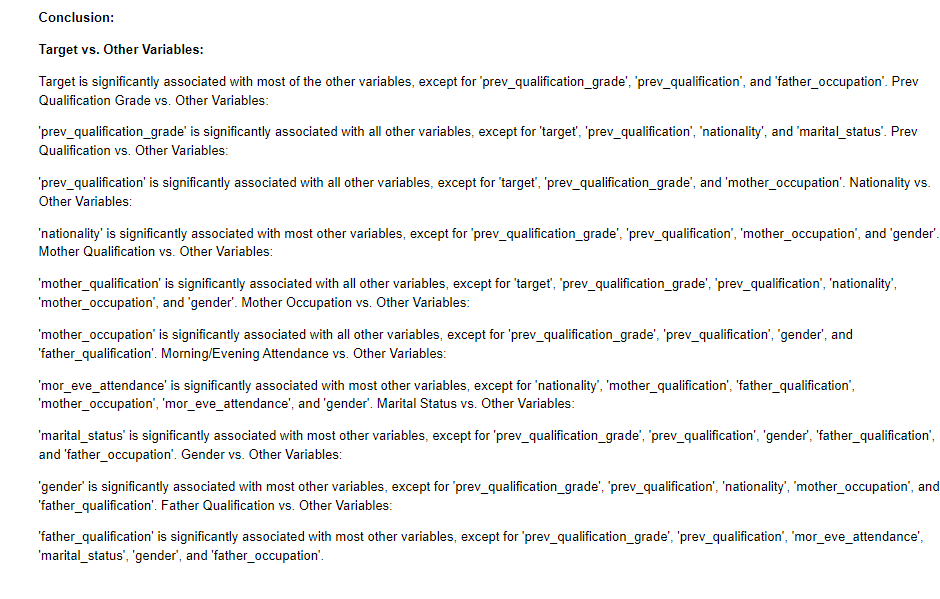 Conclusion:
Target vs. Other Variables:
Target is significantly associated with most of the other variables, except for 'prev_qualification_grade', 'prev_qualification', and 'father_occupation'. Prev
Qualification Grade vs. Other Variables:
'prev_qualification_grade' is significantly associated with all other variables, except for 'target', 'prev_qualification', 'nationality', and 'marital_status'. Prev
Qualification vs. Other Variables:
'prev_qualification' is significantly associated with all other variables, except for 'target', 'prev_qualification_grade', and 'mother_occupation'. Nationality vs.
Other Variables:
'nationality' is significantly associated with most other variables, except for 'prev_qualification_grade', 'prev_qualification', 'mother_occupation', and 'gender'.
Mother Qualification vs. Other Variables:
'mother_qualification' is significantly associated with all other variables, except for 'target', 'prev_qualification_grade', 'prev_qualification', 'nationality',
'mother_occupation', and 'gender'. Mother Occupation vs. Other Variables:
'mother_occupation' is significantly associated with all other variables, except for 'prev_qualification_grade', 'prev_qualification', 'gender', and
'father_qualification'. Morning/Evening Attendance vs. Other Variables:
'mor_eve_attendance' is significantly associated with most other variables, except for 'nationality', 'mother_qualification', 'father_qualification',
'mother_occupation', 'mor_eve_attendance', and 'gender'. Marital Status vs. Other Variables:
'marital_status' is significantly associated with most other variables, except for 'prev_qualification_grade', 'prev_qualification', 'gender', 'father_qualification',
and 'father_occupation'. Gender vs. Other Variables:
'gender' is significantly associated with most other variables, except for 'prev_qualification_grade', 'prev_qualification', 'nationality', 'mother_occupation', and
'father_qualification'. Father Qualification vs. Other Variables:
'father_qualification' is significantly associated with most other variables, except for 'prev_qualification_grade', 'prev_qualification', 'mor_eve_attendance',
'marital_status', 'gender', and 'father_occupation'.